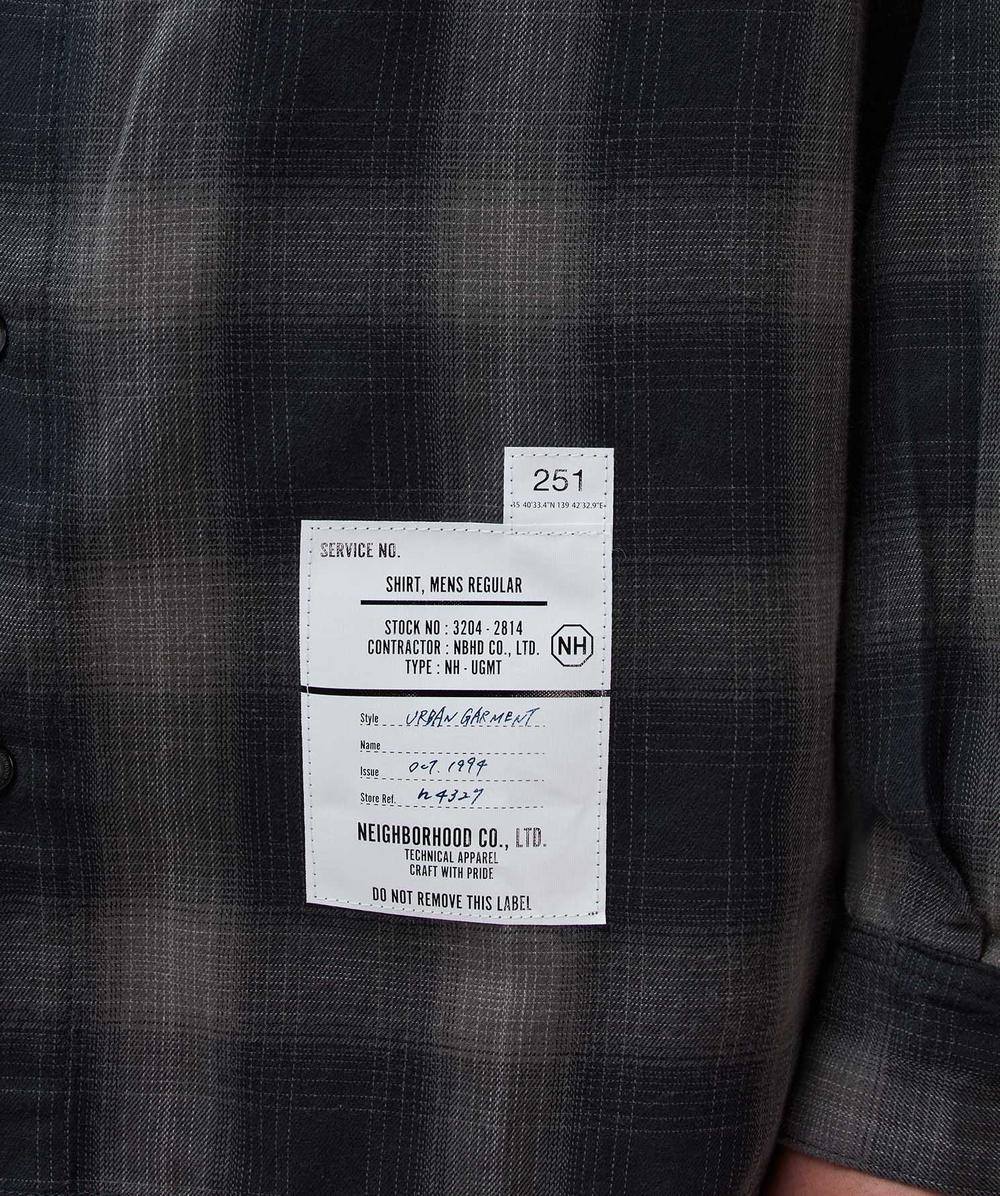 251
35 40'33.4"N 139 42'32.9"E
SERVICE NO.
SHIRT, MENS REGULAR
STOCK NO : 3204 - 2814
CONTRACTOR : NBHD CO., LTD.
NH
TYPE : NH - UGMT
Style URBAN GARMENT
Name
Issue OCT. 1994
Store Ref. n4327
NEIGHBORHOOD CO., LTD.
TECHNICAL APPAREL
CRAFT WITH PRIDE
DO NOT REMOVE THIS LABEL